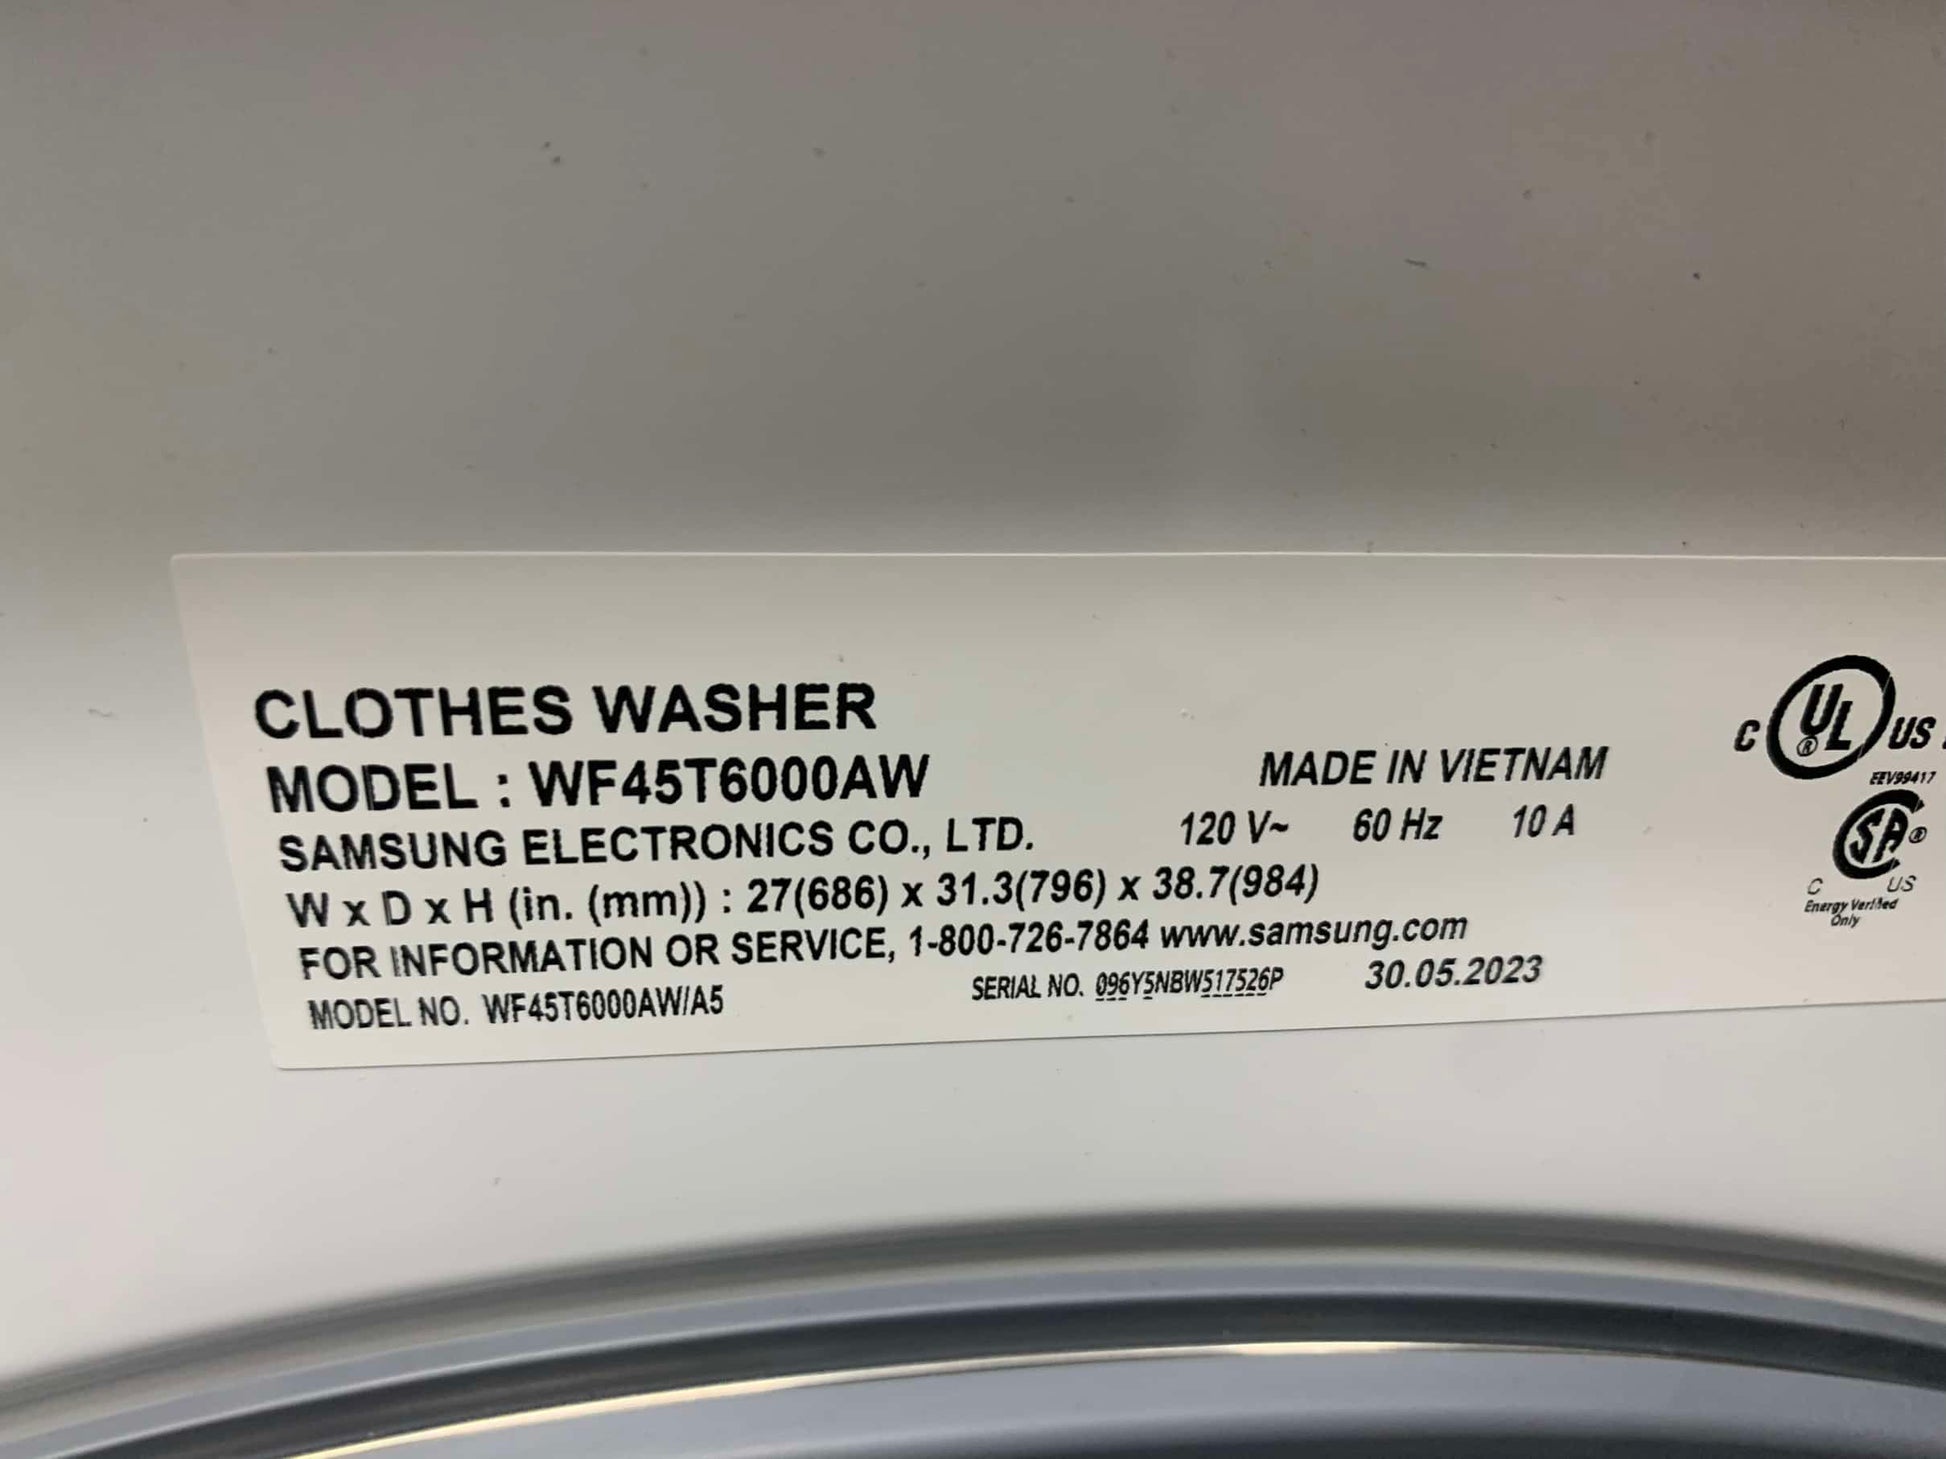 CLOTHES WASHER
MODEL : WF45T6000AW
MADE IN VIETNAM
SAMSUNG ELECTRONICS CO., LTD.
120 V~ 60 Hz 10 A
W x D x H (in. (mm)) : 27(686) x 31.3(796) x 38.7(984)
FOR INFORMATION OR SERVICE, 1-800-726-7864 www.samsung.com
MODEL NO. WF45T6000AW/A5
SERIAL NO. 096Y5NBW517526P
30.05.2023
C UL ® US
EEV99417
SA ®
C US
Energy Verified
Only